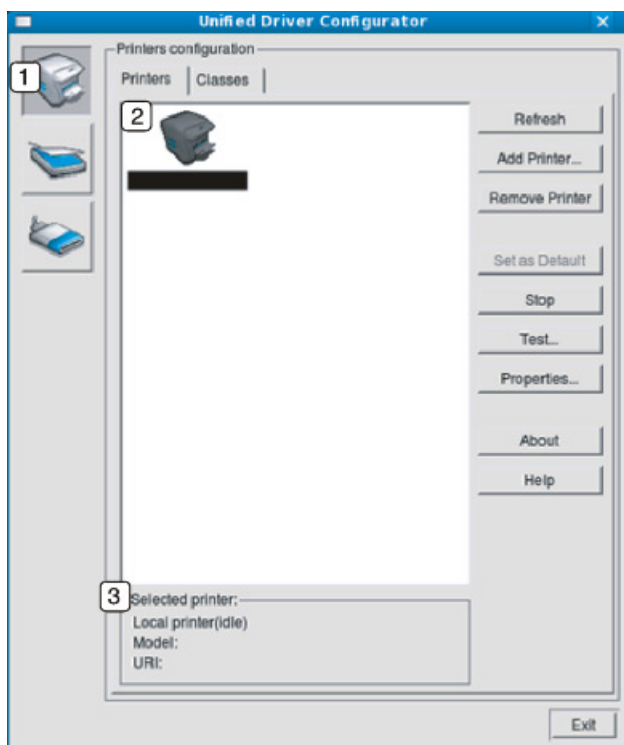 Unified Driver Configurator
Printers configuration
1
Printers Classes
2
Refresh
Add Printer...
Remove Printer
Set as Default
Stop
Test...
Properties...
About
Help
3
Selected printer:
Local printer(idle)
Model:
URI:
Exit